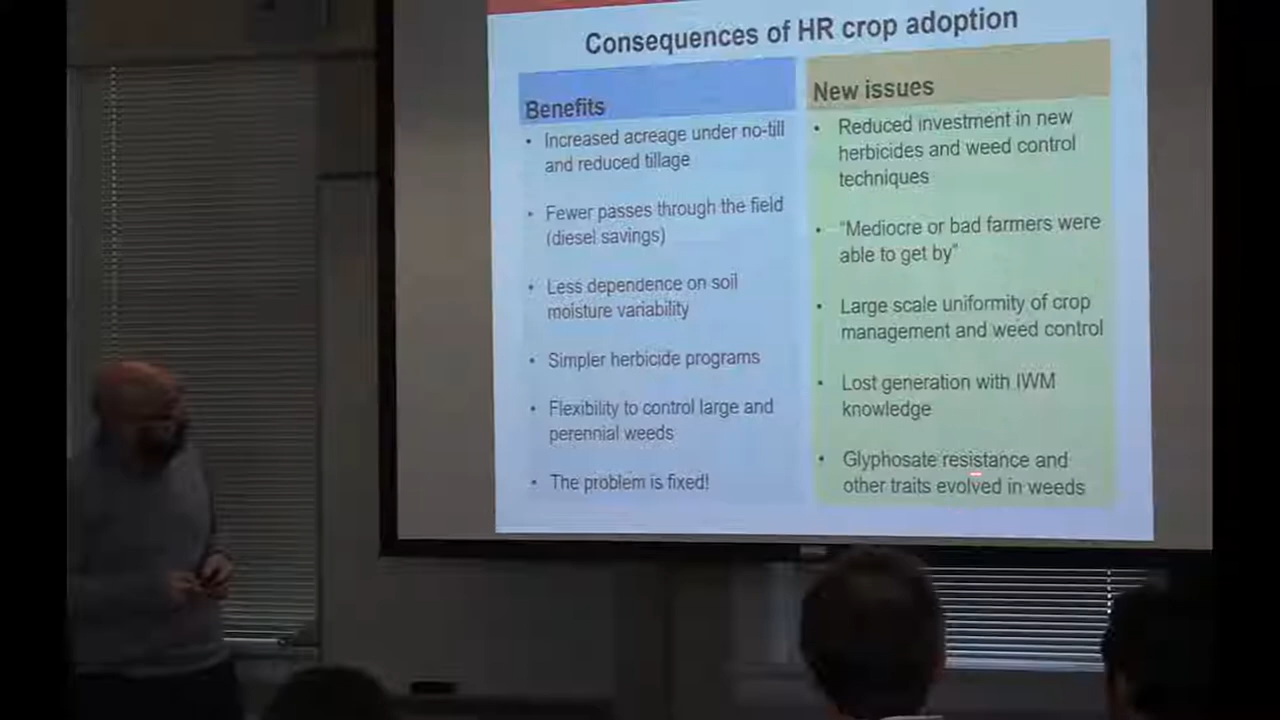 Consequences of HR crop adoption
Benefits
• Increased acreage under no-till
and reduced tillage
• Fewer passes through the field
(diesel savings)
• Less dependence on soil
moisture variability
• Simpler herbicide programs
• Flexibility to control large and
perennial weeds
• The problem is fixed!
New issues
• Reduced investment in new
herbicides and weed control
techniques
• "Mediocre or bad farmers were
able to get by"
• Large scale uniformity of crop
management and weed control
• Lost generation with IWM
knowledge
• Glyphosate resistance and
other traits evolved in weeds